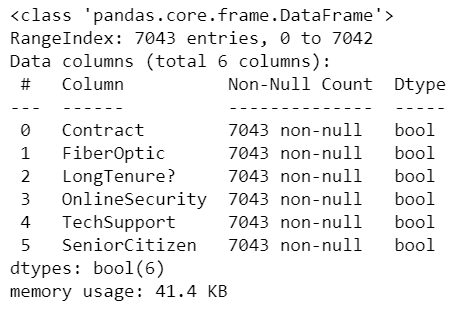 <class 'pandas.core.frame.DataFrame'>
RangeIndex: 7043 entries, 0 to 7042
Data columns (total 6 columns):
 #   Column          Non-Null Count  Dtype
---  ------          --------------  -----
 0   Contract        7043 non-null   bool
 1   FiberOptic      7043 non-null   bool
 2   LongTenure?     7043 non-null   bool
 3   OnlineSecurity  7043 non-null   bool
 4   TechSupport     7043 non-null   bool
 5   SeniorCitizen   7043 non-null   bool
dtypes: bool(6)
memory usage: 41.4 KB